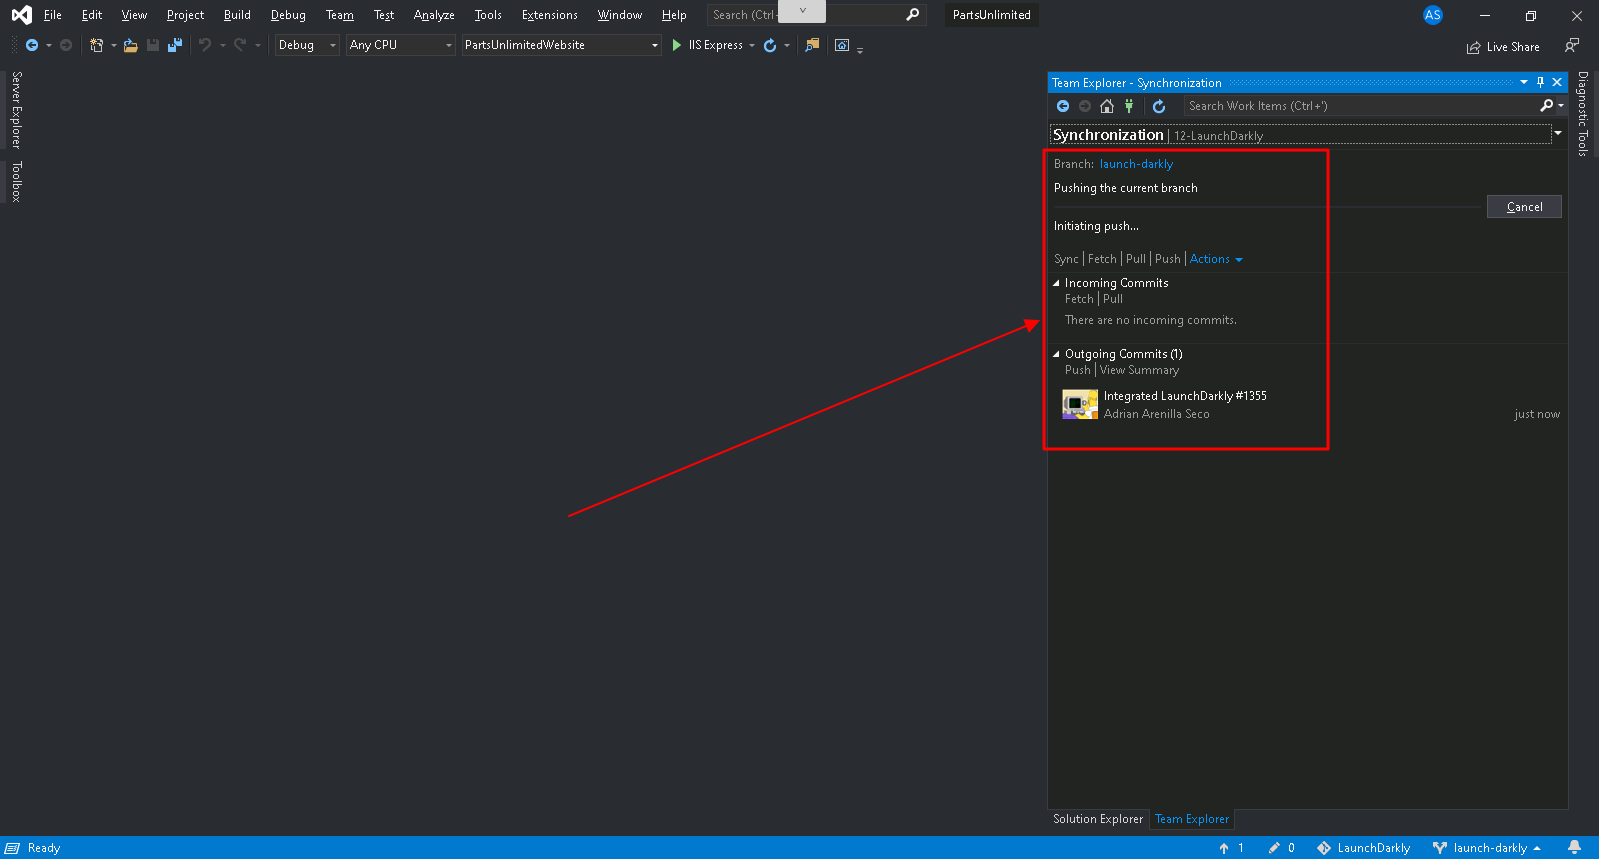 File Edit View Project Build Debug Team Test Analyze Tools Extensions Window Help Search (Ctrl PartsUnlimited AS
Debug Any CPU PartsUnlimitedWebsite IIS Express Live Share
Server Explorer
Toolbox
Team Explorer - Synchronization
Search Work Items (Ctrl+')
Synchronization | 12-LaunchDarkly
Branch: launch-darkly
Pushing the current branch
Cancel
Initiating push...
Sync | Fetch | Pull | Push | Actions
Incoming Commits
Fetch | Pull
There are no incoming commits.
Outgoing Commits (1)
Push | View Summary
Integrated LaunchDarkly #1355
Adrian Arenilla Seco just now
Diagnostic Tools
Solution Explorer Team Explorer
Ready 1 0 LaunchDarkly launch-darkly